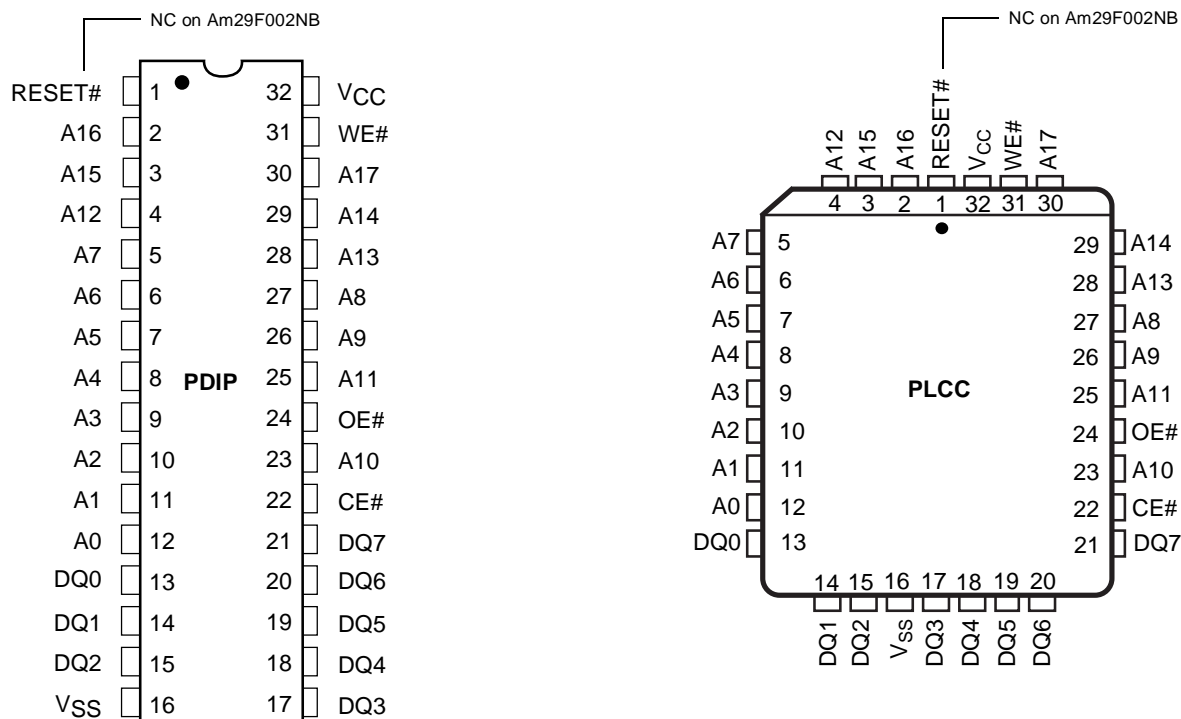 NC on Am29F002NB
RESET# 1 32 VCC
A16 2 31 WE#
A15 3 30 A17
A12 4 29 A14
A7 5 28 A13
A6 6 27 A8
A5 7 26 A9
A4 8 PDIP 25 A11
A3 9 24 OE#
A2 10 23 A10
A1 11 22 CE#
A0 12 21 DQ7
DQ0 13 20 DQ6
DQ1 14 19 DQ5
DQ2 15 18 DQ4
VSS 16 17 DQ3
NC on Am29F002NB
A12 A15 A16 RESET# VCC WE# A17
4 3 2 1 32 31 30
A7 5 29 A14
A6 6 28 A13
A5 7 27 A8
A4 8 26 A9
A3 9 PLCC 25 A11
A2 10 24 OE#
A1 11 23 A10
A0 12 22 CE#
DQ0 13 21 DQ7
14 15 16 17 18 19 20
DQ1 DQ2 VSS DQ3 DQ4 DQ5 DQ6